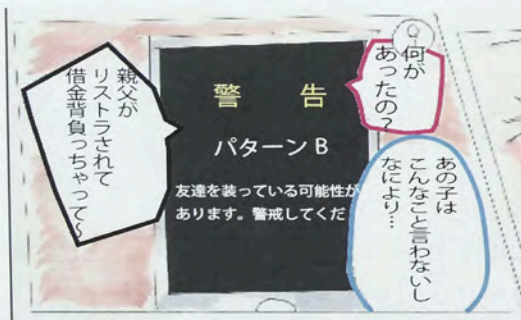 何が
あったの？
親父が
リストラされて
借金背負っちゃって～
警告
パターンB
友達を装っている可能性が
あります。警戒してくだ
あの子は
こんなこと言わないし
なにより…